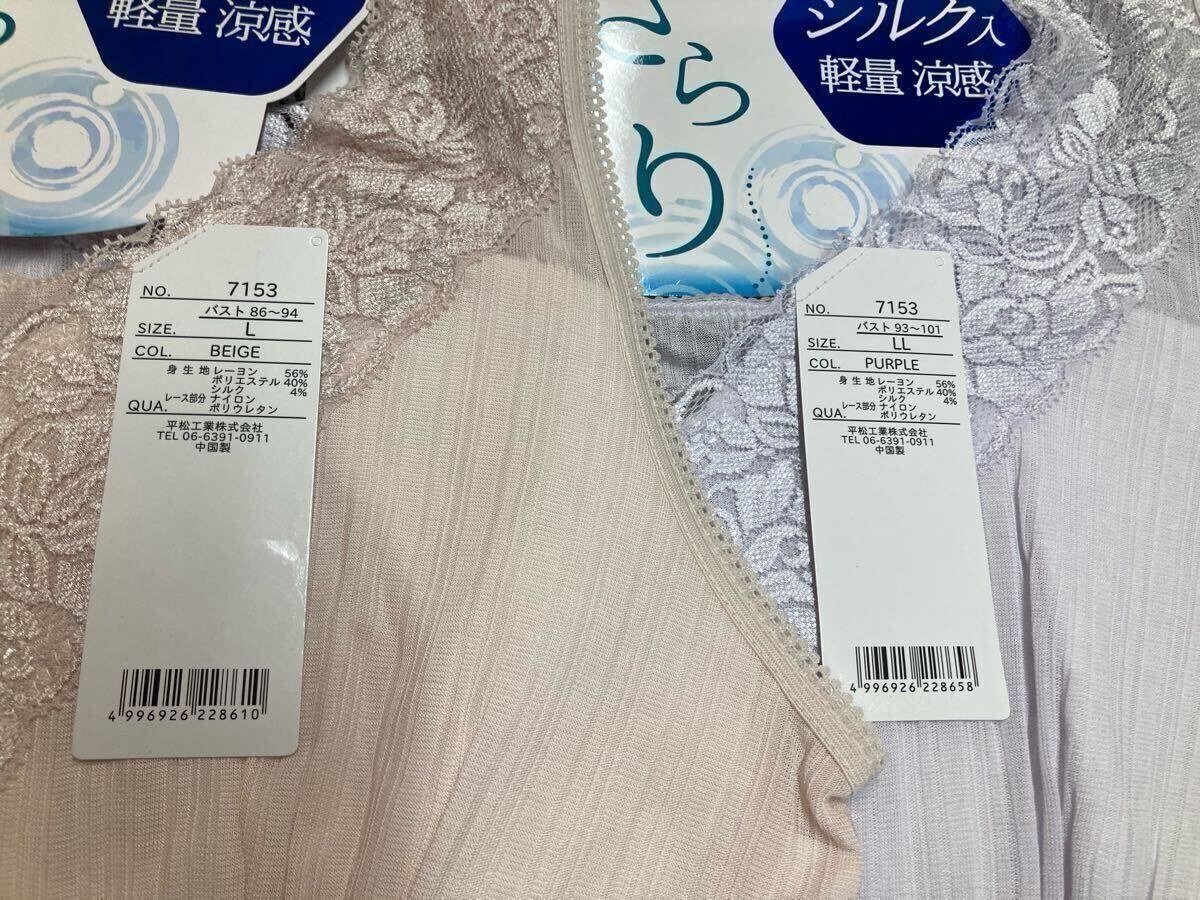 軽量 涼感
NO. 7153
バスト 86～94
SIZE. L
COL. BEIGE
身 生 地 レーヨン 56%
ポリエステル 40%
シルク 4%
レース部分 ナイロン
QUA. ポリウレタン
平松工業株式会社
TEL 06-6391-0911
中国製
4 996926 228610
さらり
シルク入
軽量 涼感
NO. 7153
バスト 93～101
SIZE. LL
COL. PURPLE
身 生 地 レーヨン 56%
ポリエステル 40%
シルク 4%
レース部分 ナイロン
QUA. ポリウレタン
平松工業株式会社
TEL 06-6391-0911
中国製
4 996926 228658